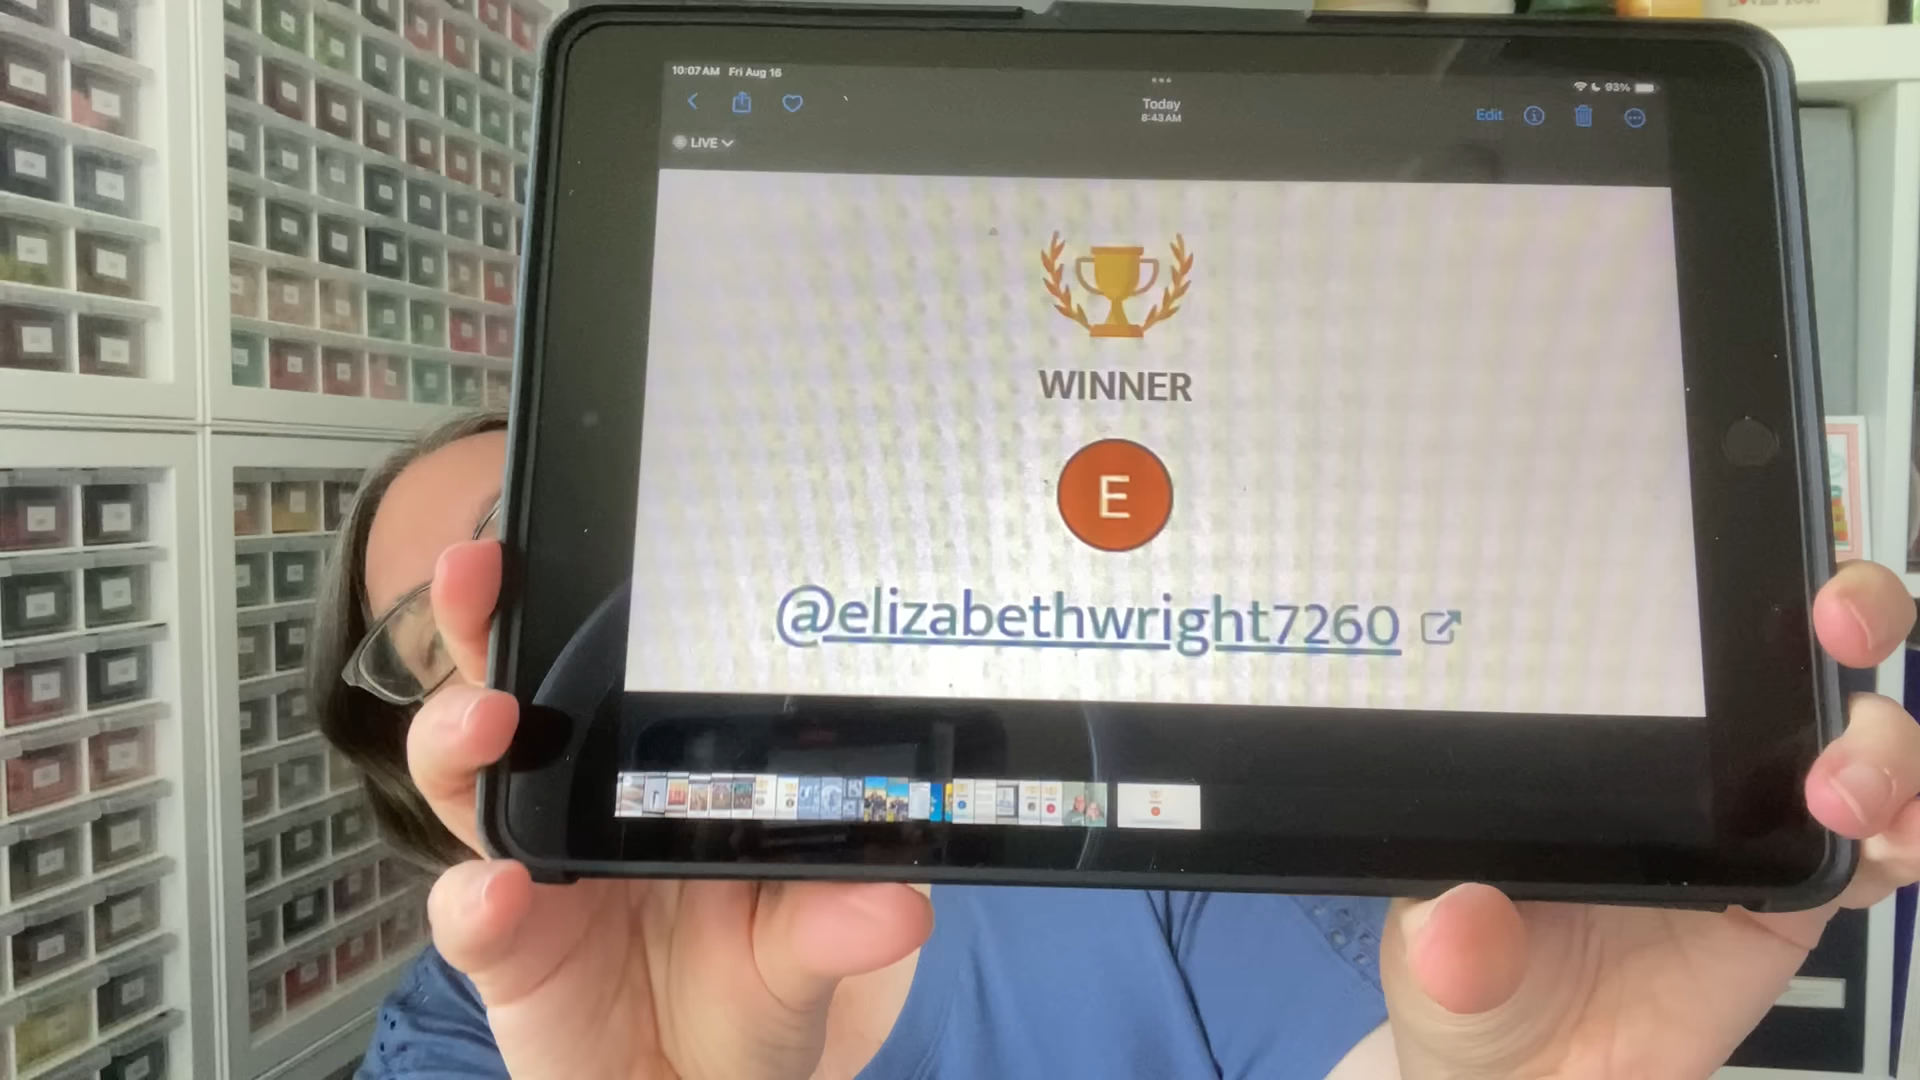 10:07 AM Fri Aug 16
93%
Today
8:43 AM
Edit
LIVE
WINNER
E
@elizabethwright7260